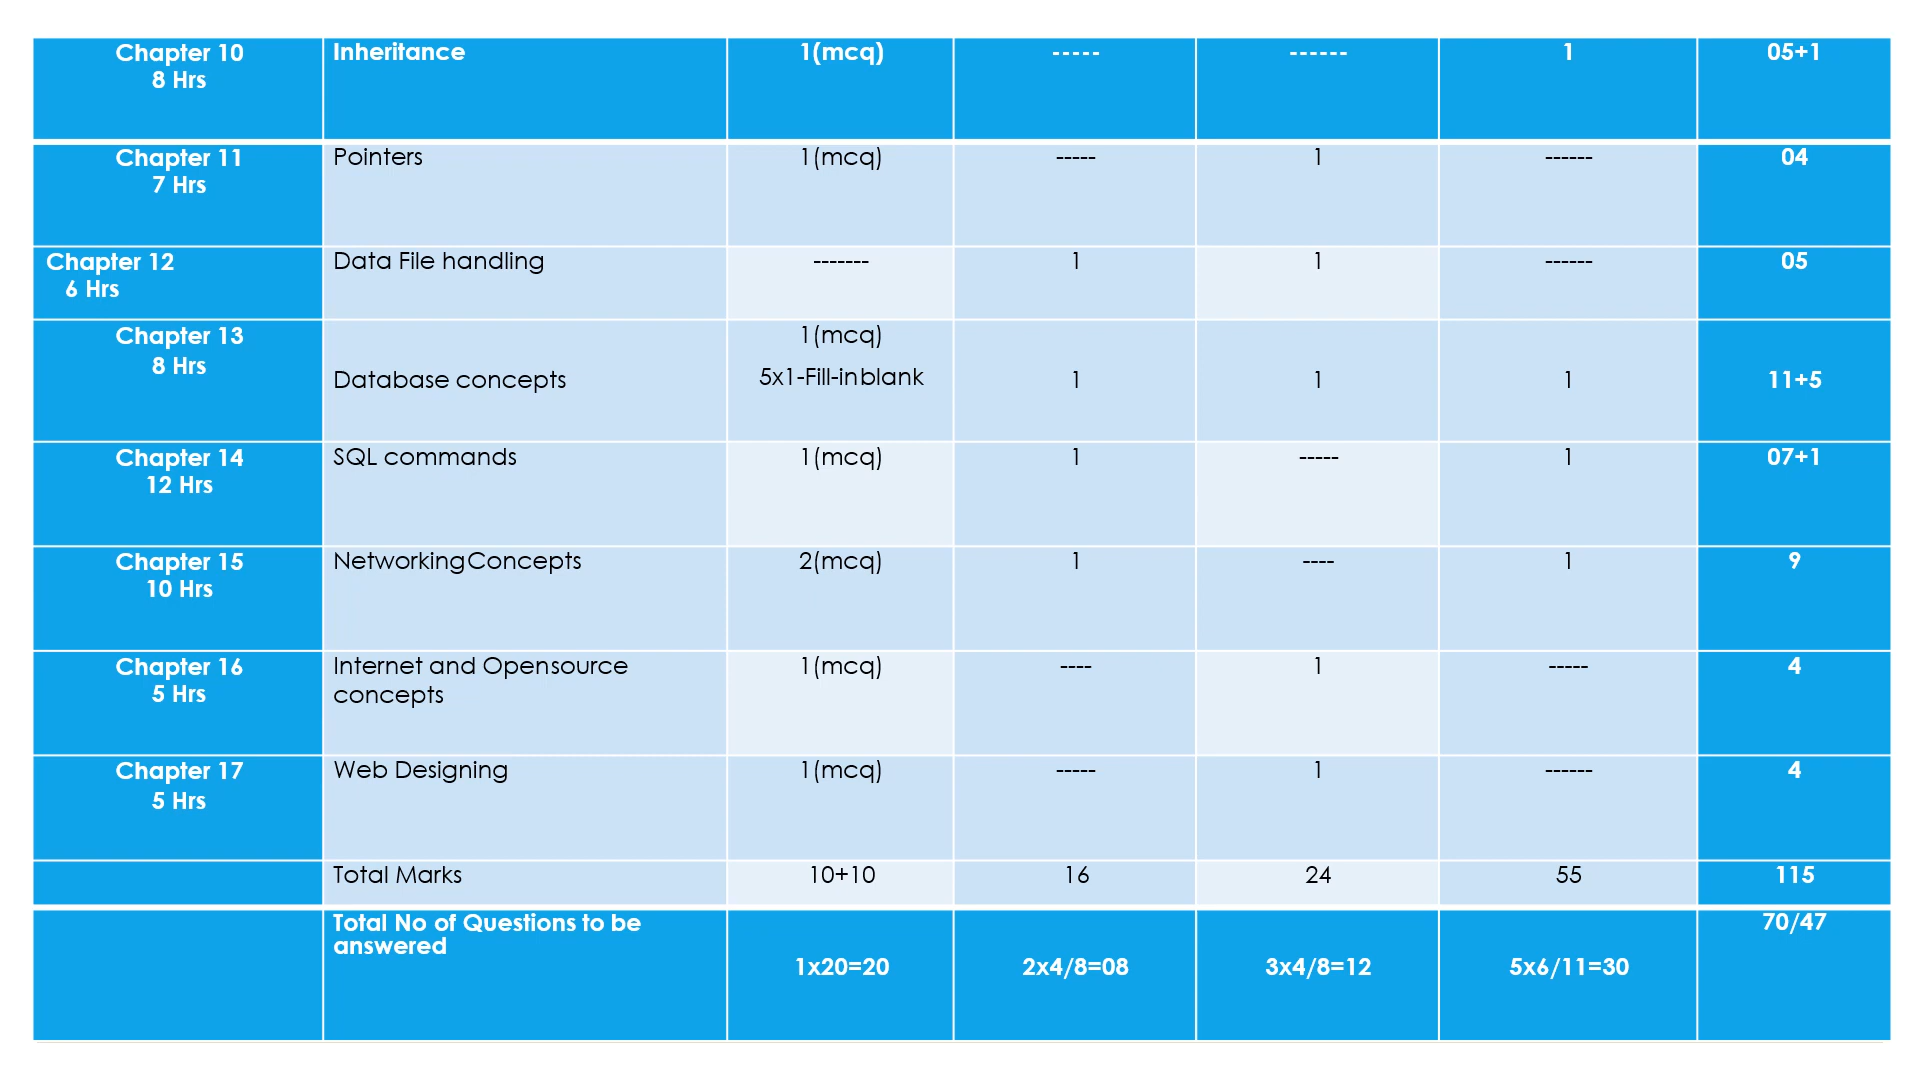 Chapter 10 Inheritance 1(mcq) ----- ------ 1 05+1
8 Hrs
Chapter 11 Pointers 1(mcq) ----- 1 ------ 04
7 Hrs
Chapter 12 Data File handling ------- 1 1 ------ 05
6 Hrs
Chapter 13 1(mcq)
8 Hrs 5x1-Fill-inblank
Database concepts 1 1 1 11+5
Chapter 14 SQL commands 1(mcq) 1 ----- 1 07+1
12 Hrs
Chapter 15 NetworkingConcepts 2(mcq) 1 ---- 1 9
10 Hrs
Chapter 16 Internet and Opensource 1(mcq) ---- 1 ----- 4
5 Hrs concepts
Chapter 17 Web Designing 1(mcq) ----- 1 ------ 4
5 Hrs
Total Marks 10+10 16 24 55 115
Total No of Questions to be 70/47
answered
1x20=20 2x4/8=08 3x4/8=12 5x6/11=30